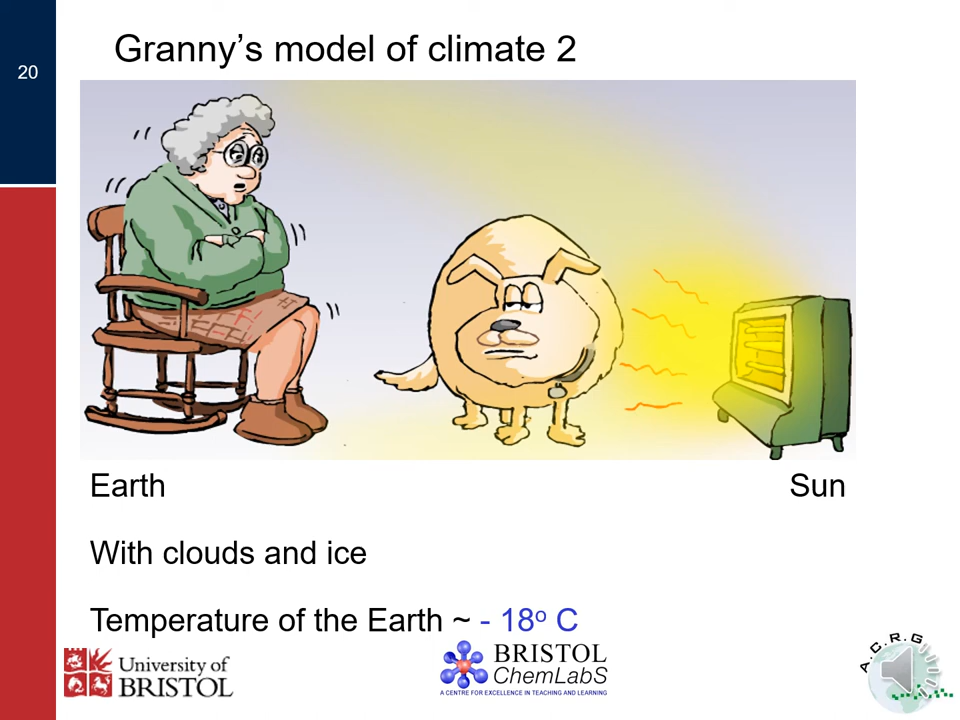 20
Granny’s model of climate 2
Earth
Sun
With clouds and ice
Temperature of the Earth ~ - 18º C
University of
BRISTOL
BRISTOL
ChemLabS
A CENTRE FOR EXCELLENCE IN TEACHING AND LEARNING
A.C.R.G